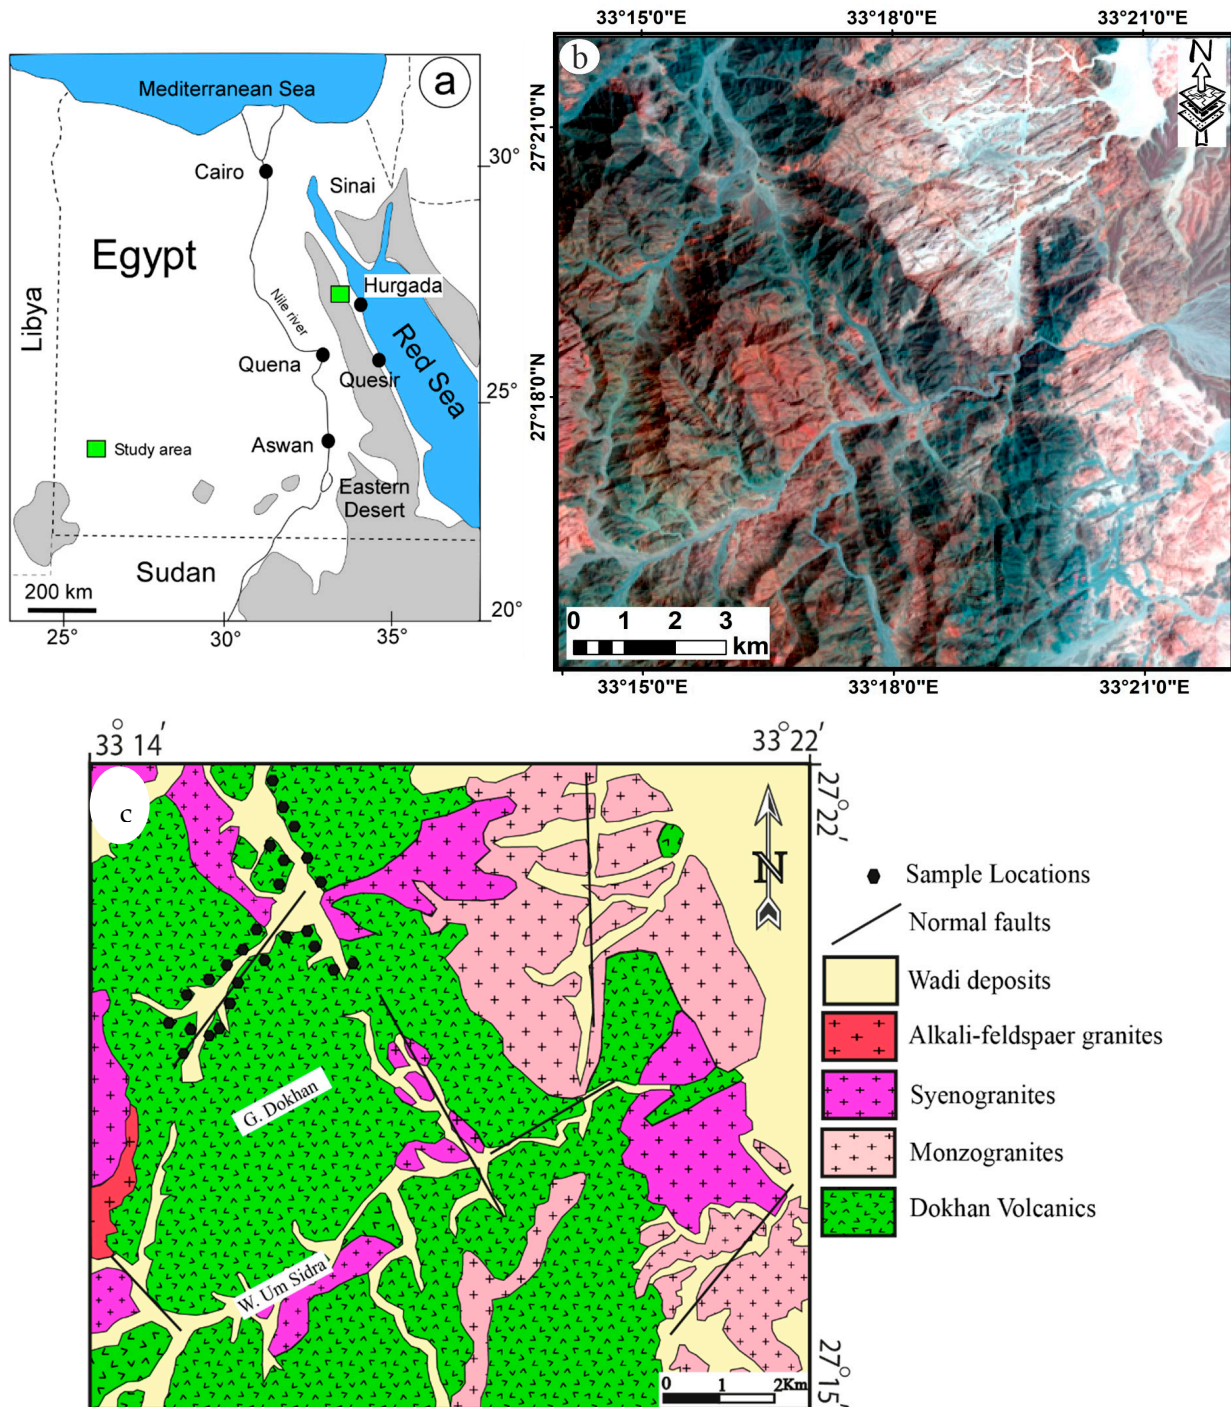 a
Mediterranean Sea
Cairo
Sinai
30°
Egypt
Libya
Hurgada
Nile river
Red Sea
Quena
Quesir
25°
Aswan
Study area
Eastern
Desert
Sudan
200 km
20°
25°
30°
35°
33°15'0"E
33°18'0"E
33°21'0"E
b
N
27°21'0"N
27°18'0"N
0 1 2 3
km
33°15'0"E
33°18'0"E
33°21'0"E
33° 14'
33° 22'
c
27° 22'
N
G. Dokhan
W. Um Sidra
0 1 2Km
27° 15'
Sample Locations
Normal faults
Wadi deposits
Alkali-feldspaer granites
Syenogranites
Monzogranites
Dokhan Volcanics